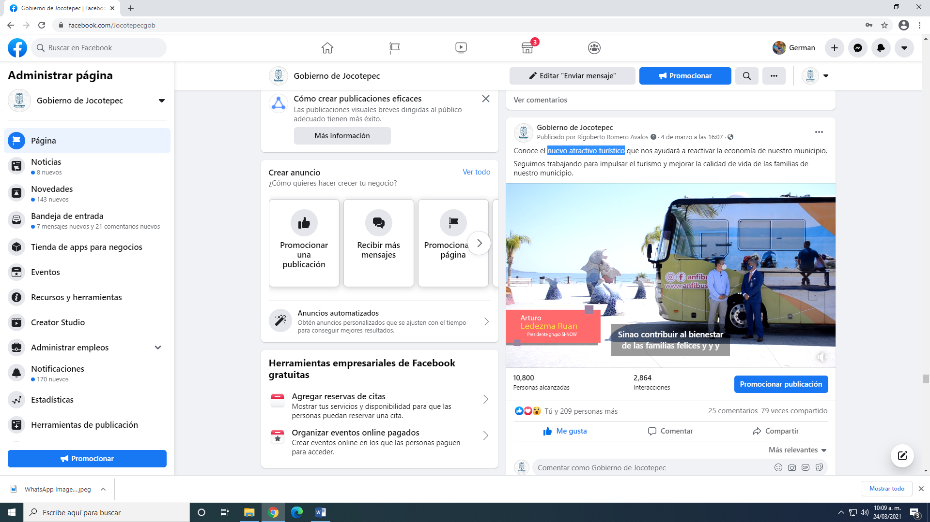 Gobierno de Jocotepec | Facebo
facebook.com/Jocotepecgob
Buscar en Facebook
3
German
Administrar página
Gobierno de Jocotepec
Gobierno de Jocotepec
Editar "Enviar mensaje"
Promocionar
Página
Noticias
8 nuevos
Novedades
143 nuevos
Bandeja de entrada
7 mensajes nuevos y 21 comentarios nuevos
Tienda de apps para negocios
Eventos
Recursos y herramientas
Creator Studio
Administrar empleos
Notificaciones
170 nuevos
Estadísticas
Herramientas de publicación
Promocionar
Cómo crear publicaciones eficaces
Las publicaciones visuales breves dirigidas al público
adecuado tienen más éxito.
Más información
Crear anuncio
Ver todo
¿Cómo quieres hacer crecer tu negocio?
Promocionar
una
publicación
Recibir más
mensajes
Promociona
página
Anuncios automatizados
Obtén anuncios personalizados que se ajusten con el tiempo
para conseguir mejores resultados.
Herramientas empresariales de Facebook
gratuitas
Agregar reservas de citas
Mostrar tus servicios y disponibilidad para que las
personas puedan reservar una cita.
Organizar eventos online pagados
Crear eventos online en los que las personas paguen
para acceder.
Ver comentarios
Gobierno de Jocotepec
Publicado por Rigoberto Romero Avalos · 4 de marzo a las 16:07 ·
Conoce el nuevo atractivo turístico que nos ayudará a reactivar la economía de nuestro municipio.
Seguimos trabajando para impulsar el turismo y mejorar la calidad de vida de las familias de
nuestro municipio.
anfibus
Arturo
Ledezma Ruan
Sinao contribuir al bienestar
de las familias felices y y y
10,800
Personas alcanzadas
2,864
Interacciones
Promocionar publicación
Tú y 209 personas más
25 comentarios 79 veces compartido
Me gusta
Comentar
Compartir
Más relevantes
Comentar como Gobierno de Jocotepec
WhatsApp Image....jpeg
Mostrar todo
Escribe aquí para buscar
10:09 a. m.
24/03/2021
3